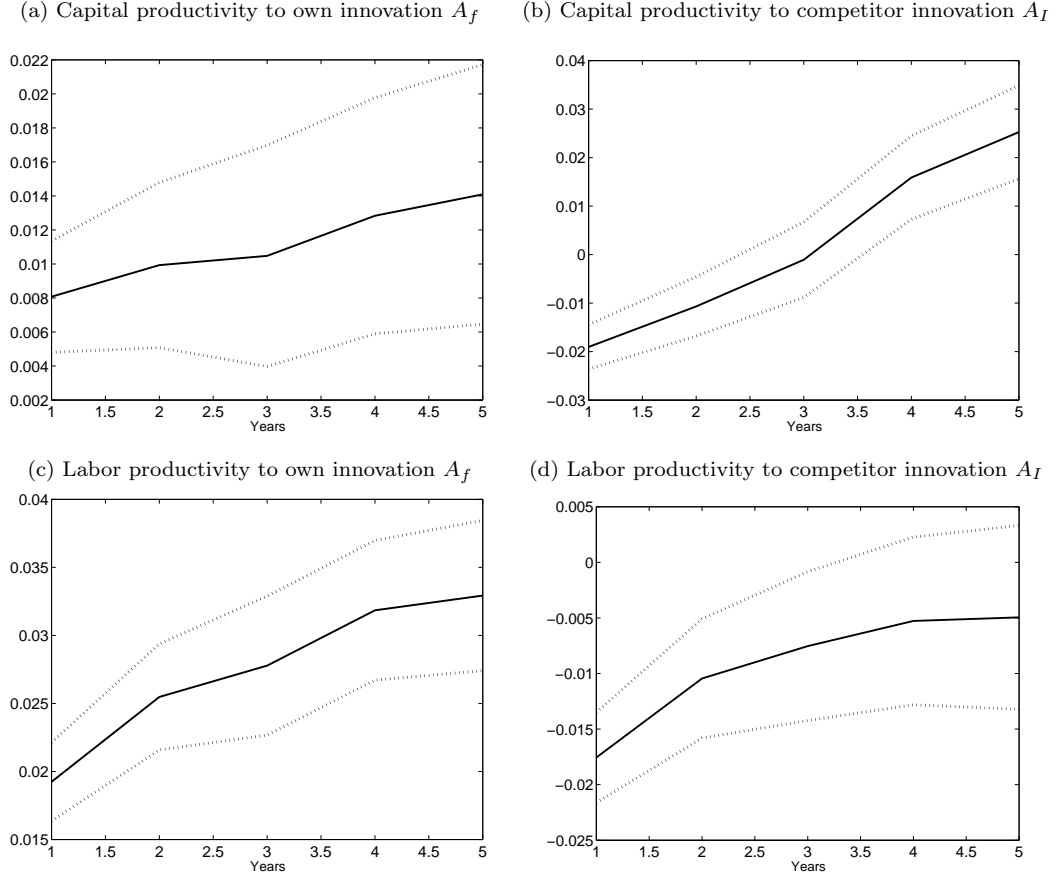 (a) Capital productivity to own innovation A_f
(b) Capital productivity to competitor innovation A_I
0.022
0.02
0.018
0.016
0.014
0.012
0.01
0.008
0.006
0.004
0.002
1 1.5 2 2.5 3 3.5 4 4.5 5
Years
0.04
0.03
0.02
0.01
0
−0.01
−0.02
−0.03
1 1.5 2 2.5 3 3.5 4 4.5 5
Years
(c) Labor productivity to own innovation A_f
(d) Labor productivity to competitor innovation A_I
0.04
0.035
0.03
0.025
0.02
0.015
1 1.5 2 2.5 3 3.5 4 4.5 5
Years
0.005
0
−0.005
−0.01
−0.015
−0.02
−0.025
1 1.5 2 2.5 3 3.5 4 4.5 5
Years